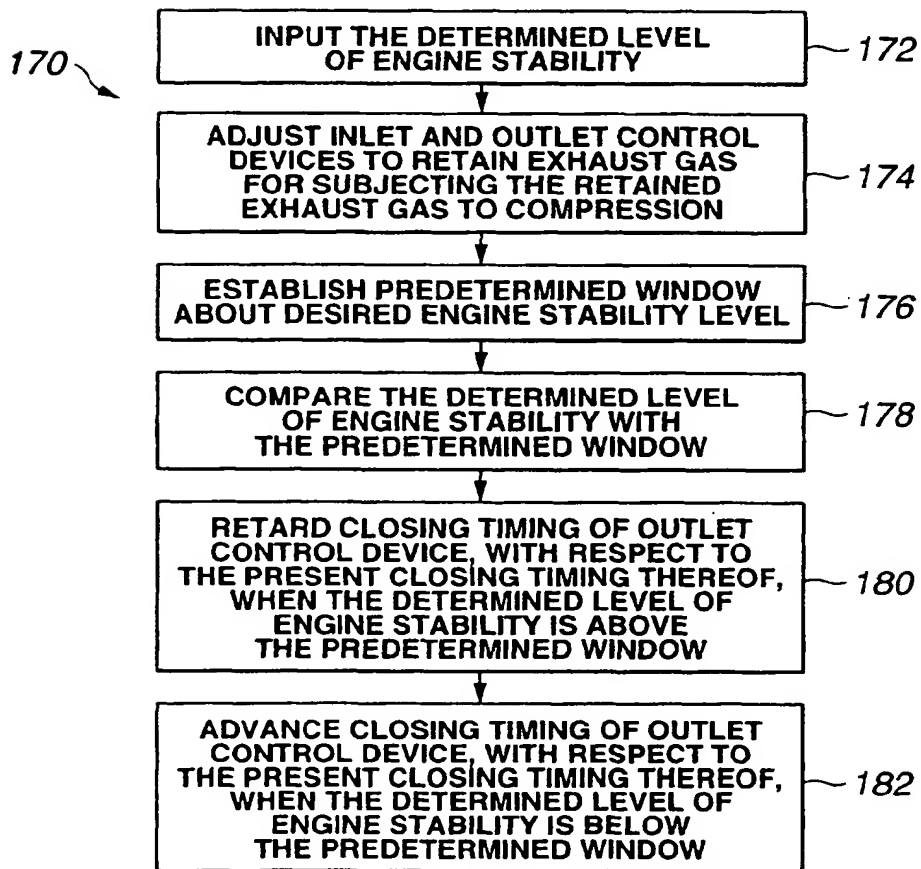 170
INPUT THE DETERMINED LEVEL
OF ENGINE STABILITY
172
ADJUST INLET AND OUTLET CONTROL
DEVICES TO RETAIN EXHAUST GAS
FOR SUBJECTING THE RETAINED
EXHAUST GAS TO COMPRESSION
174
ESTABLISH PREDETERMINED WINDOW
ABOUT DESIRED ENGINE STABILITY LEVEL
176
COMPARE THE DETERMINED LEVEL
OF ENGINE STABILITY WITH
THE PREDETERMINED WINDOW
178
RETARD CLOSING TIMING OF OUTLET
CONTROL DEVICE, WITH RESPECT TO
THE PRESENT CLOSING TIMING THEREOF,
WHEN THE DETERMINED LEVEL OF
ENGINE STABILITY IS ABOVE
THE PREDETERMINED WINDOW
180
ADVANCE CLOSING TIMING OF OUTLET
CONTROL DEVICE, WITH RESPECT TO
THE PRESENT CLOSING TIMING THEREOF,
WHEN THE DETERMINED LEVEL OF
ENGINE STABILITY IS BELOW
THE PREDETERMINED WINDOW
182